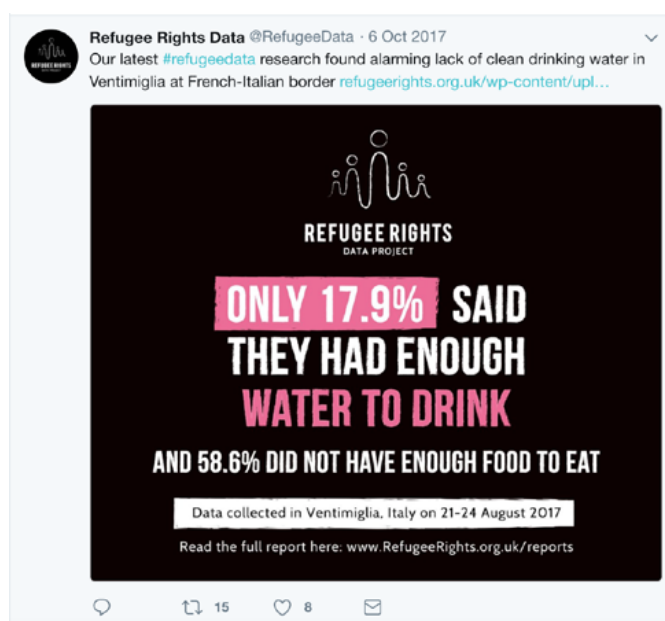 Refugee Rights Data @RefugeeData · 6 Oct 2017
Our latest #refugeedata research found alarming lack of clean drinking water in
Ventimiglia at French-Italian border refugeerights.org.uk/wp-content/upl...
REFUGEE RIGHTS
DATA PROJECT
ONLY 17.9% SAID
THEY HAD ENOUGH
WATER TO DRINK
AND 58.6% DID NOT HAVE ENOUGH FOOD TO EAT
Data collected in Ventimiglia, Italy on 21-24 August 2017
Read the full report here: www.RefugeeRights.org.uk/reports
15 8